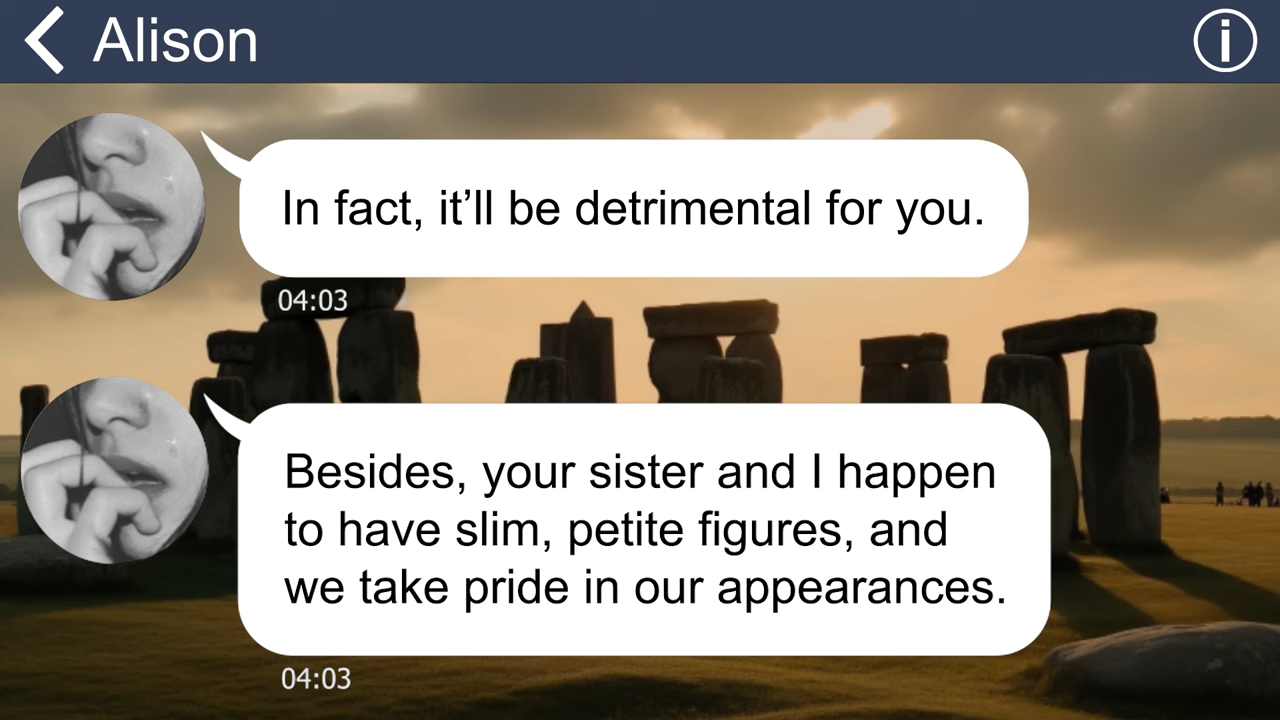 Alison
In fact, it’ll be detrimental for you.
04:03
Besides, your sister and I happen
to have slim, petite figures, and
we take pride in our appearances.
04:03